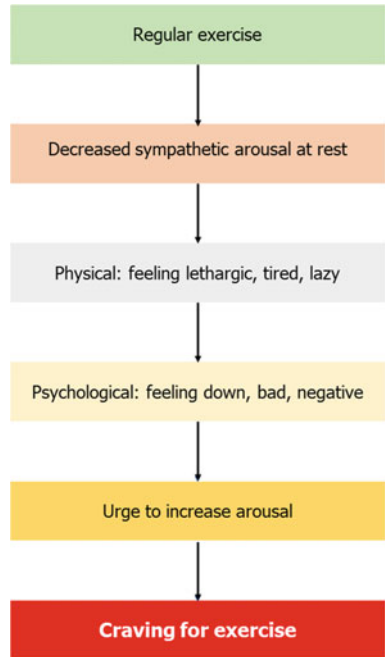 Regular exercise
Decreased sympathetic arousal at rest
Physical: feeling lethargic, tired, lazy
Psychological: feeling down, bad, negative
Urge to increase arousal
Craving for exercise